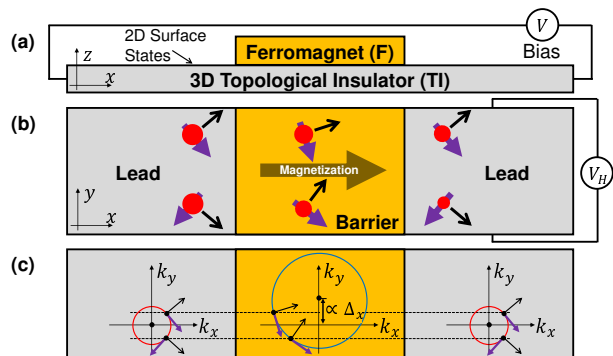 (a)
z
x
2D Surface
States
Ferromagnet (F)
3D Topological Insulator (TI)
V
Bias
(b)
y
x
Lead
Magnetization
Barrier
Lead
V_H
(c)
k_y
k_x
k_y
∝ Δ_x
k_x
k_y
k_x